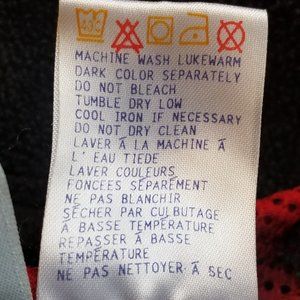 MACHINE WASH LUKEWARM
DARK COLOR SEPARATELY
DO NOT BLEACH
TUMBLE DRY LOW
COOL IRON IF NECESSARY
DO NOT DRY CLEAN
LAVER À LA MACHINE À
L' EAU TIEDE
LAVER COULEURS
FONCÉES SÉPARÉMENT
NE PAS BLANCHIR
SÉCHER PAR CULBUTAGE
À BASSE TEMPÉRATURE
REPASSER À BASSE
TEMPÉRATURE
NE PAS NETTOYER À SEC